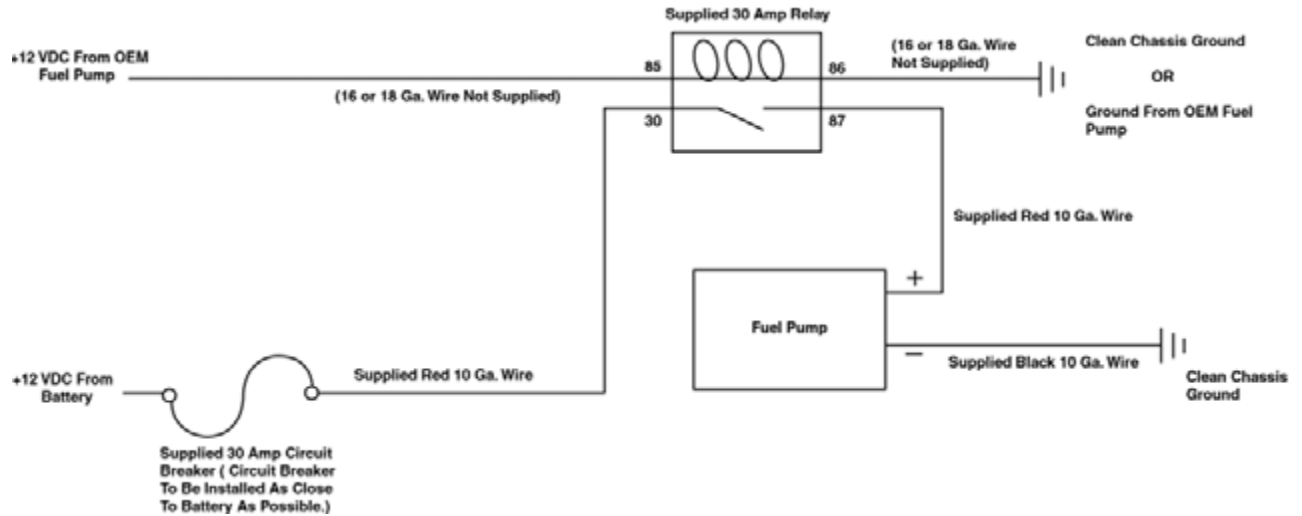 Supplied 30 Amp Relay
+12 VDC From OEM
Fuel Pump
(16 or 18 Ga. Wire Not Supplied)
85
86
30
87
(16 or 18 Ga. Wire
Not Supplied)
Clean Chassis Ground
OR
Ground From OEM Fuel
Pump
Supplied Red 10 Ga. Wire
Fuel Pump
+
–
Supplied Black 10 Ga. Wire
Clean Chassis
Ground
+12 VDC From
Battery
Supplied Red 10 Ga. Wire
Supplied 30 Amp Circuit
Breaker ( Circuit Breaker
To Be Installed As Close
To Battery As Possible.)